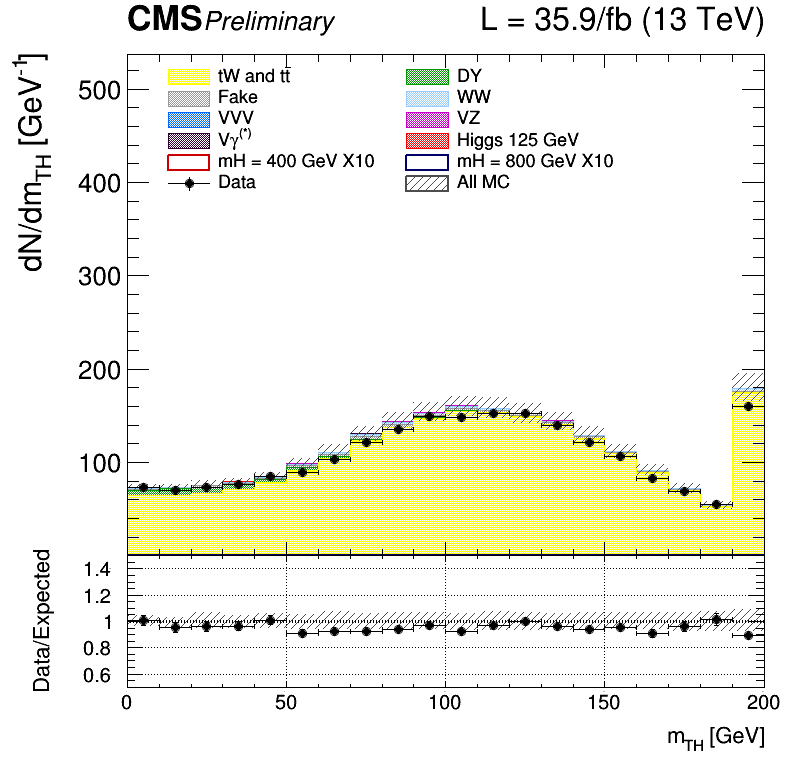 CMS Preliminary L = 35.9/fb (13 TeV)
dN/dm_TH [GeV⁻¹]
500
400
300
200
100
tW and tt̄
DY
Fake
WW
VVV
VZ
Vγ(*)
Higgs 125 GeV
mH = 400 GeV X10
mH = 800 GeV X10
Data
All MC
Data/Expected
1.4
1.2
1
0.8
0.6
0 50 100 150 200
m_TH [GeV]